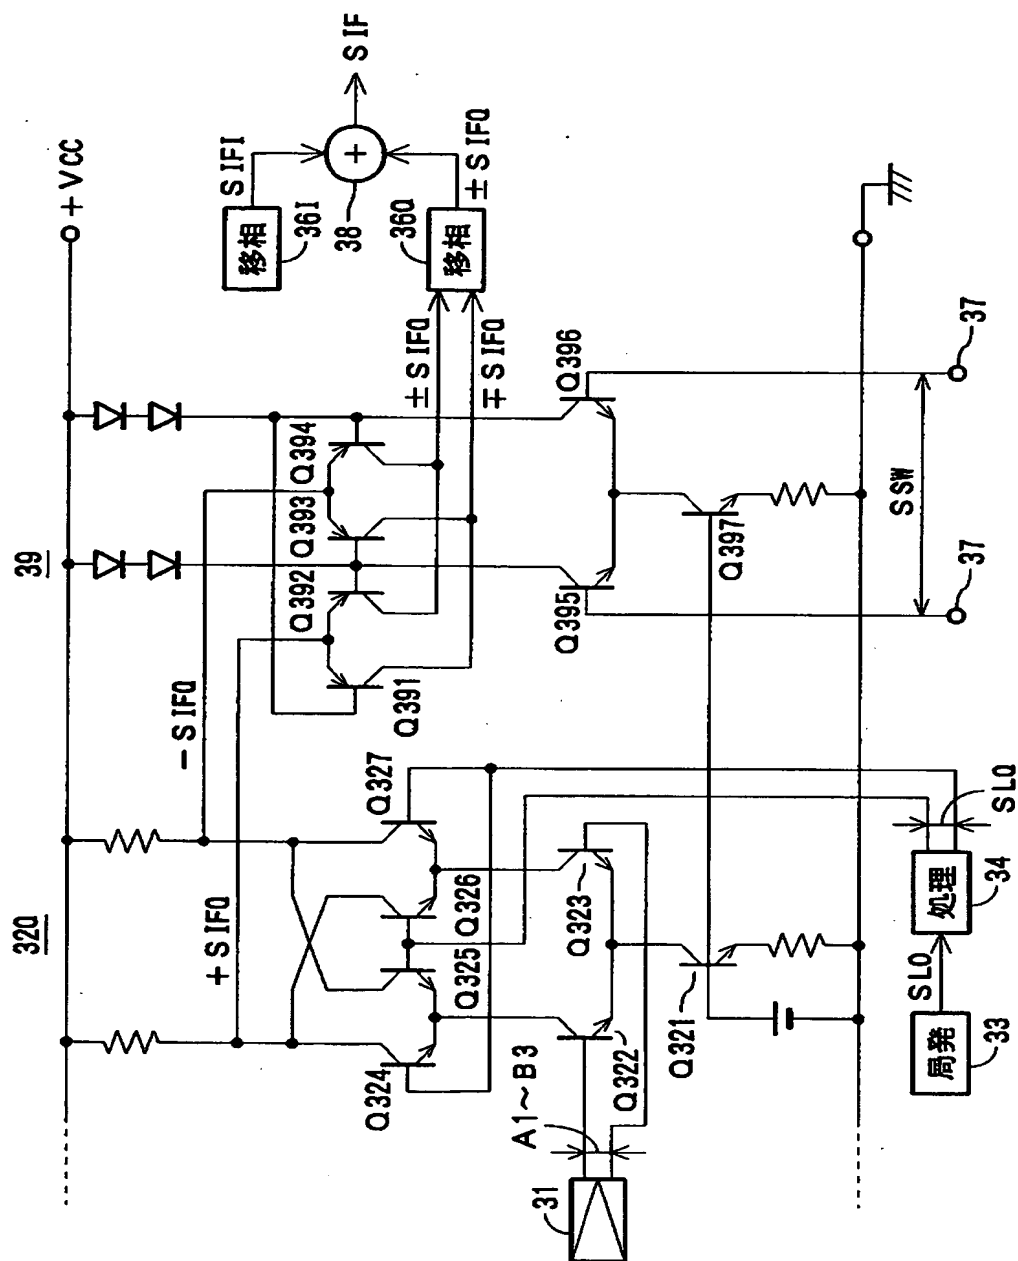 32Q
39
+VCC
-SIFQ
+SIFQ
SIFI
移相
36I
38
+
SIF
移相
36Q
±SIFQ
±SIFQ
∓SIFQ
Q324
Q325
Q326
Q327
Q391
Q392
Q393
Q394
Q322
Q323
Q395
Q396
31
A1~B3
Q321
Q397
SSW
37
37
局発
33
SLO
処理
34
SLQ